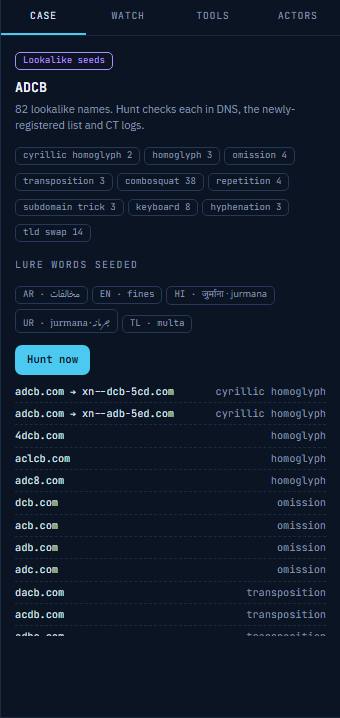 CASE WATCH TOOLS ACTORS
Lookalike seeds
ADCB
82 lookalike names. Hunt checks each in DNS, the newly-
registered list and CT logs.
cyrillic homoglyph 2 homoglyph 3 omission 4
transposition 3 combosquat 38 repetition 4
subdomain trick 3 keyboard 8 hyphenation 3
tld swap 14
LURE WORDS SEEDED
AR · مخالفات EN · fines HI · जुर्माना · jurmana
UR · jurmana · جرمانہ TL · multa
Hunt now
adcb.com → xn--dcb-5cd.com cyrillic homoglyph
adcb.com → xn--adb-5ed.com cyrillic homoglyph
4dcb.com homoglyph
aclcb.com homoglyph
adc8.com homoglyph
dcb.com omission
acb.com omission
adb.com omission
adc.com omission
dacb.com transposition
acdb.com transposition
adbc.com transposition